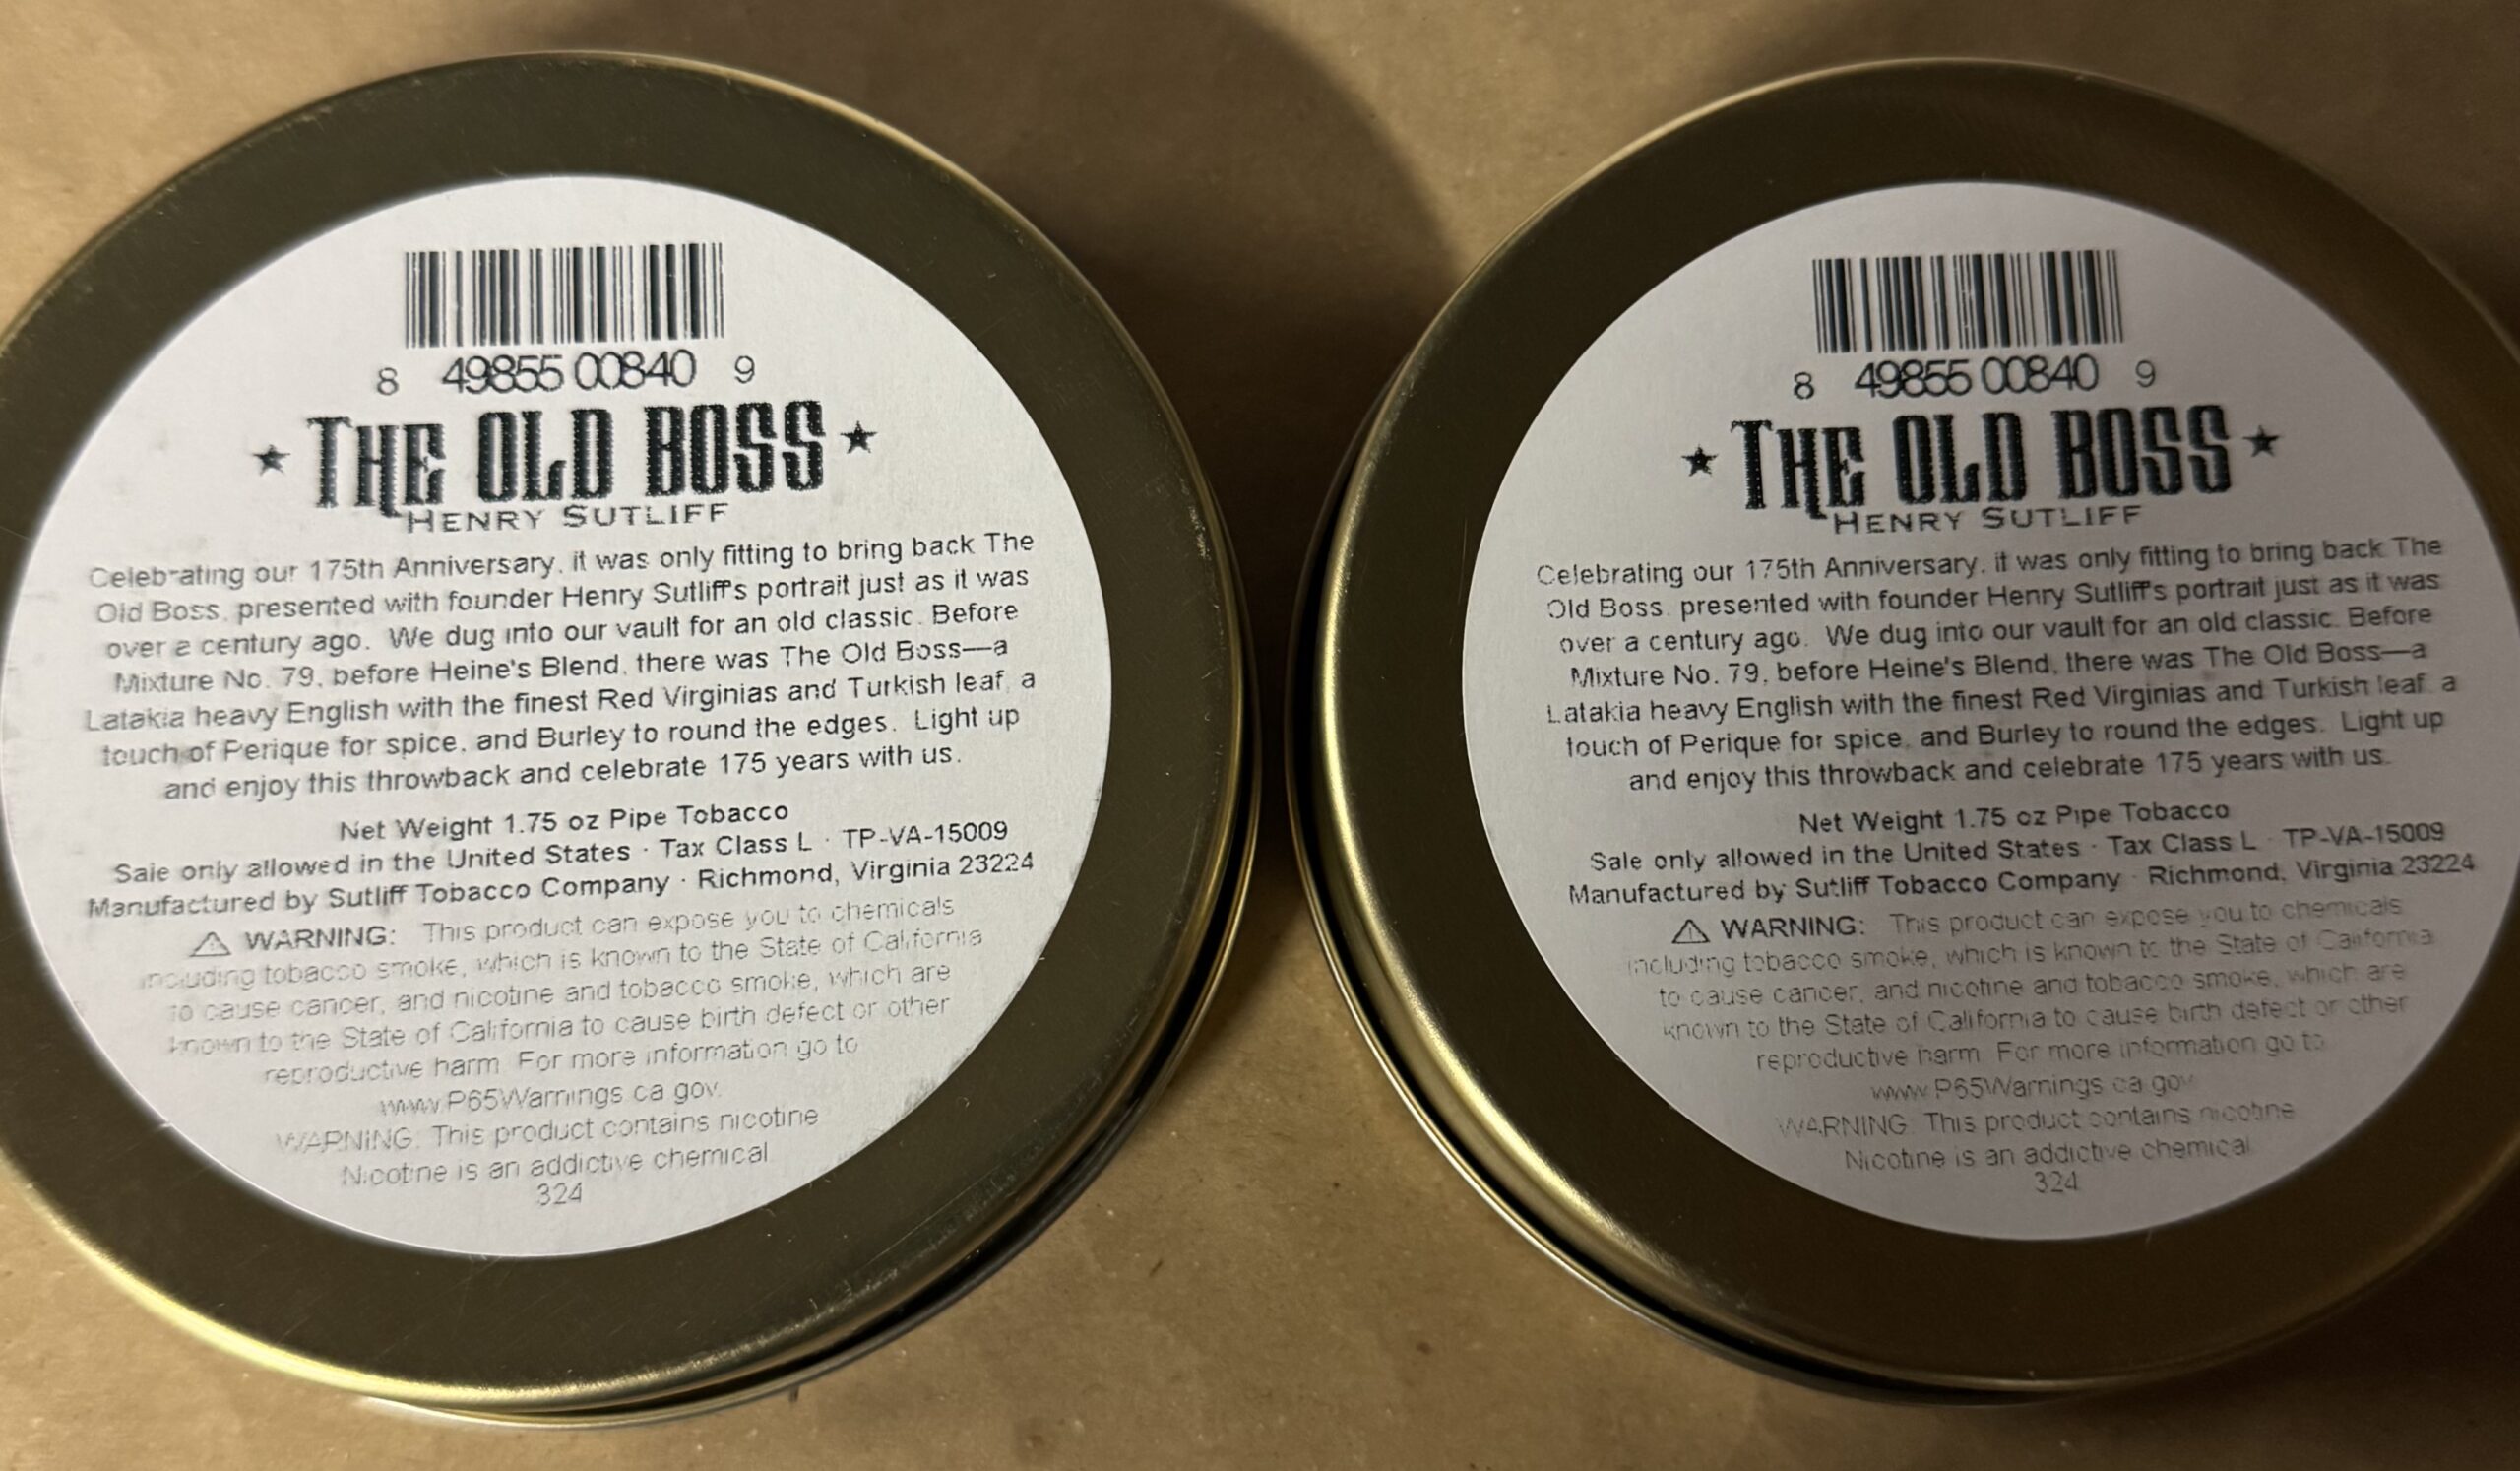 8 49855 00840 9
★ THE OLD BOSS ★
HENRY SUTLIFF
Celebrating our 175th Anniversary, it was only fitting to bring back The
Old Boss, presented with founder Henry Sutliff's portrait just as it was
over a century ago. We dug into our vault for an old classic. Before
Mixture No. 79, before Heine's Blend, there was The Old Boss—a
Latakia heavy English with the finest Red Virginias and Turkish leaf, a
touch of Perique for spice, and Burley to round the edges. Light up
and enjoy this throwback and celebrate 175 years with us.
Net Weight 1.75 oz Pipe Tobacco
Sale only allowed in the United States · Tax Class L · TP-VA-15009
Manufactured by Sutliff Tobacco Company · Richmond, Virginia 23224
⚠ WARNING: This product can expose you to chemicals
including tobacco smoke, which is known to the State of California
to cause cancer, and nicotine and tobacco smoke, which are
known to the State of California to cause birth defect or other
reproductive harm. For more information go to
www.P65Warnings.ca.gov.
WARNING: This product contains nicotine.
Nicotine is an addictive chemical.
324
8 49855 00840 9
★ THE OLD BOSS ★
HENRY SUTLIFF
Celebrating our 175th Anniversary, it was only fitting to bring back The
Old Boss, presented with founder Henry Sutliff's portrait just as it was
over a century ago. We dug into our vault for an old classic. Before
Mixture No. 79, before Heine's Blend, there was The Old Boss—a
Latakia heavy English with the finest Red Virginias and Turkish leaf, a
touch of Perique for spice, and Burley to round the edges. Light up
and enjoy this throwback and celebrate 175 years with us.
Net Weight 1.75 oz Pipe Tobacco
Sale only allowed in the United States · Tax Class L · TP-VA-15009
Manufactured by Sutliff Tobacco Company · Richmond, Virginia 23224
⚠ WARNING: This product can expose you to chemicals
including tobacco smoke, which is known to the State of California
to cause cancer, and nicotine and tobacco smoke, which are
known to the State of California to cause birth defect or other
reproductive harm. For more information go to
www.P65Warnings.ca.gov.
WARNING: This product contains nicotine.
Nicotine is an addictive chemical.
324